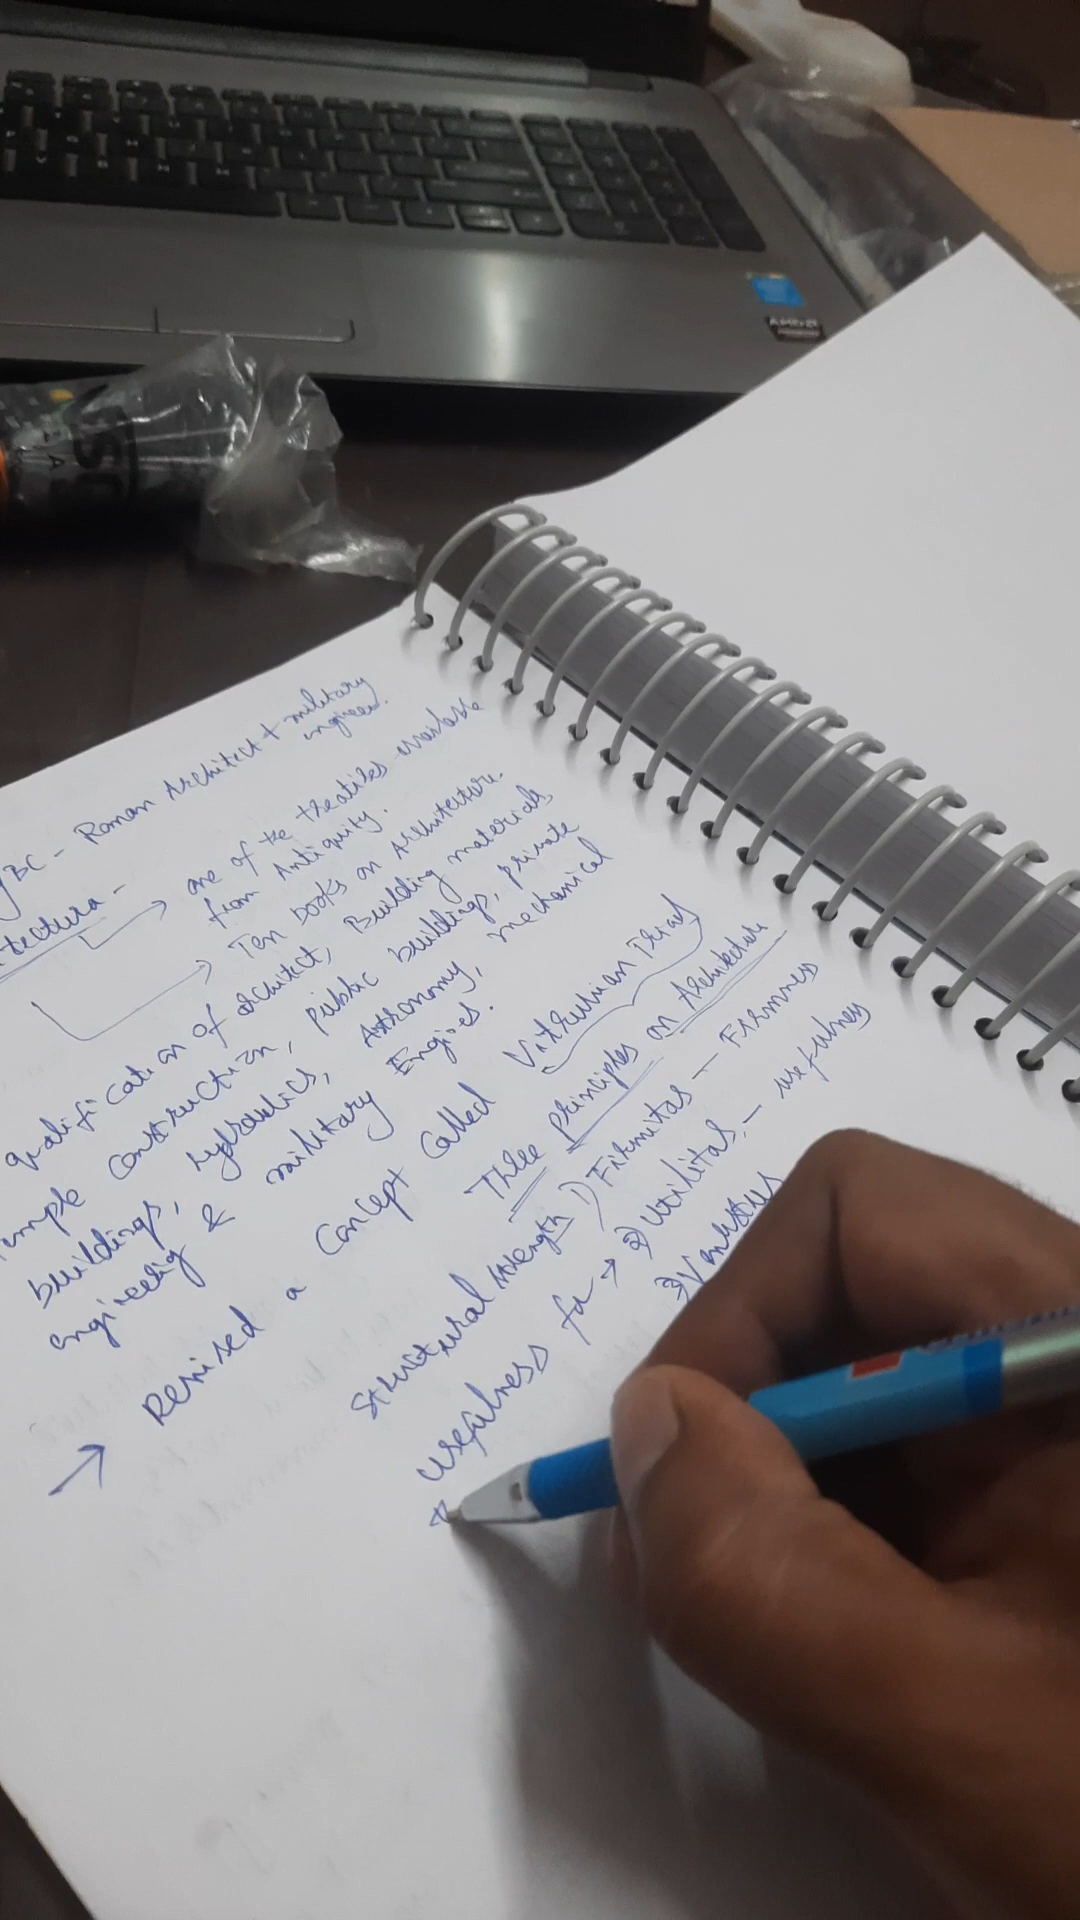 BC - Roman Architect + military
engineer.
tectura -
one of the treatises available
from Antiquity.
Ten books on Architecture.
qualification of architect, Building materials,
temple construction, public buildings, private
buildings, hydraulics, Astronomy, mechanical
engineering & military Engines.
→ Revised a concept called Vitruvian Triad
Three principles on Architecture
Structural strength 1) Firmitas - Firmness
usefulness for → 2) Utilitas - usefulness
3) Venustas
AMD